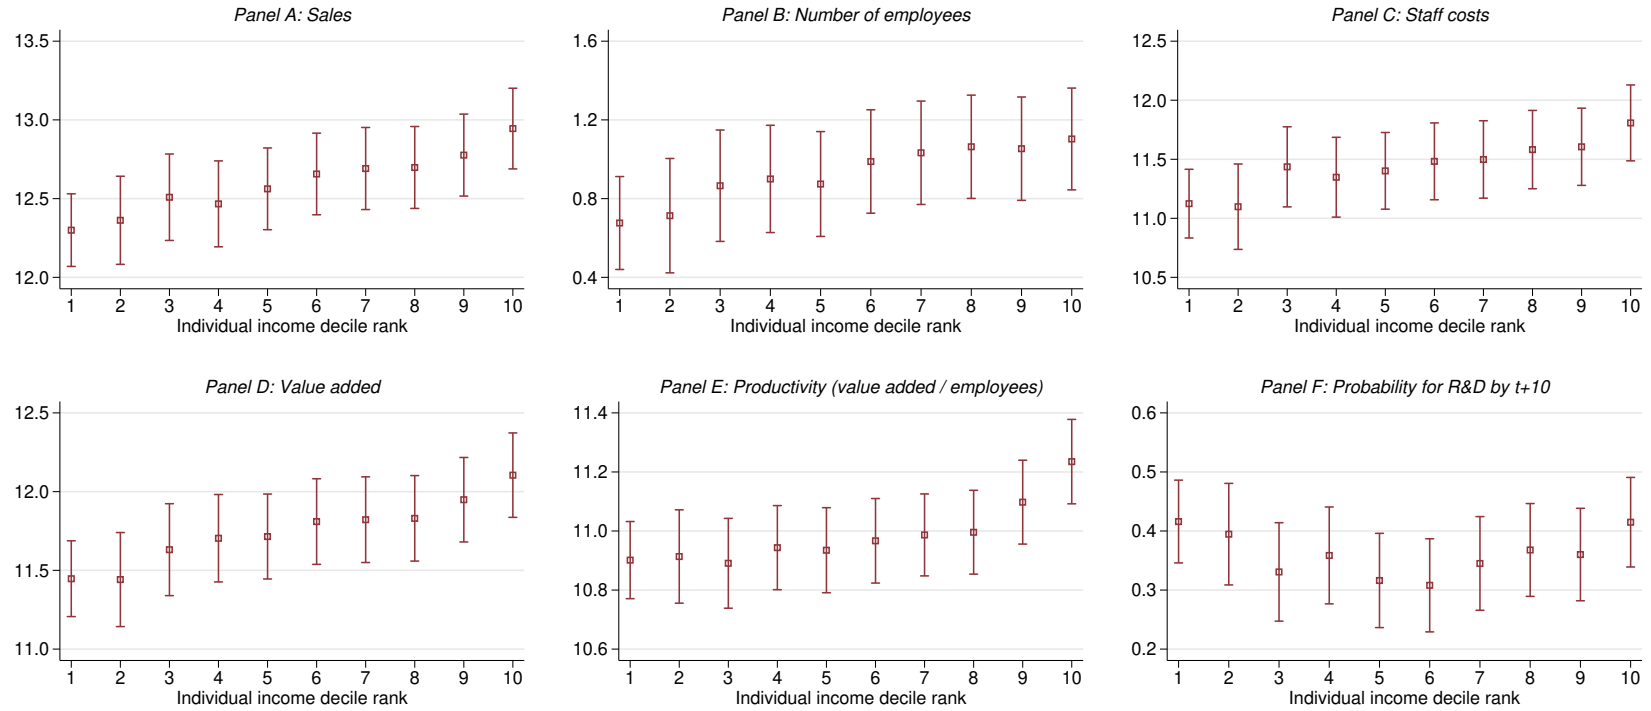 Panel A: Sales
13.5
13.0
12.5
12.0
1 2 3 4 5 6 7 8 9 10
Individual income decile rank
Panel B: Number of employees
1.6
1.2
0.8
0.4
1 2 3 4 5 6 7 8 9 10
Individual income decile rank
Panel C: Staff costs
12.5
12.0
11.5
11.0
10.5
1 2 3 4 5 6 7 8 9 10
Individual income decile rank
Panel D: Value added
12.5
12.0
11.5
11.0
1 2 3 4 5 6 7 8 9 10
Individual income decile rank
Panel E: Productivity (value added / employees)
11.4
11.2
11.0
10.8
10.6
1 2 3 4 5 6 7 8 9 10
Individual income decile rank
Panel F: Probability for R&D by t+10
0.6
0.5
0.4
0.3
0.2
1 2 3 4 5 6 7 8 9 10
Individual income decile rank